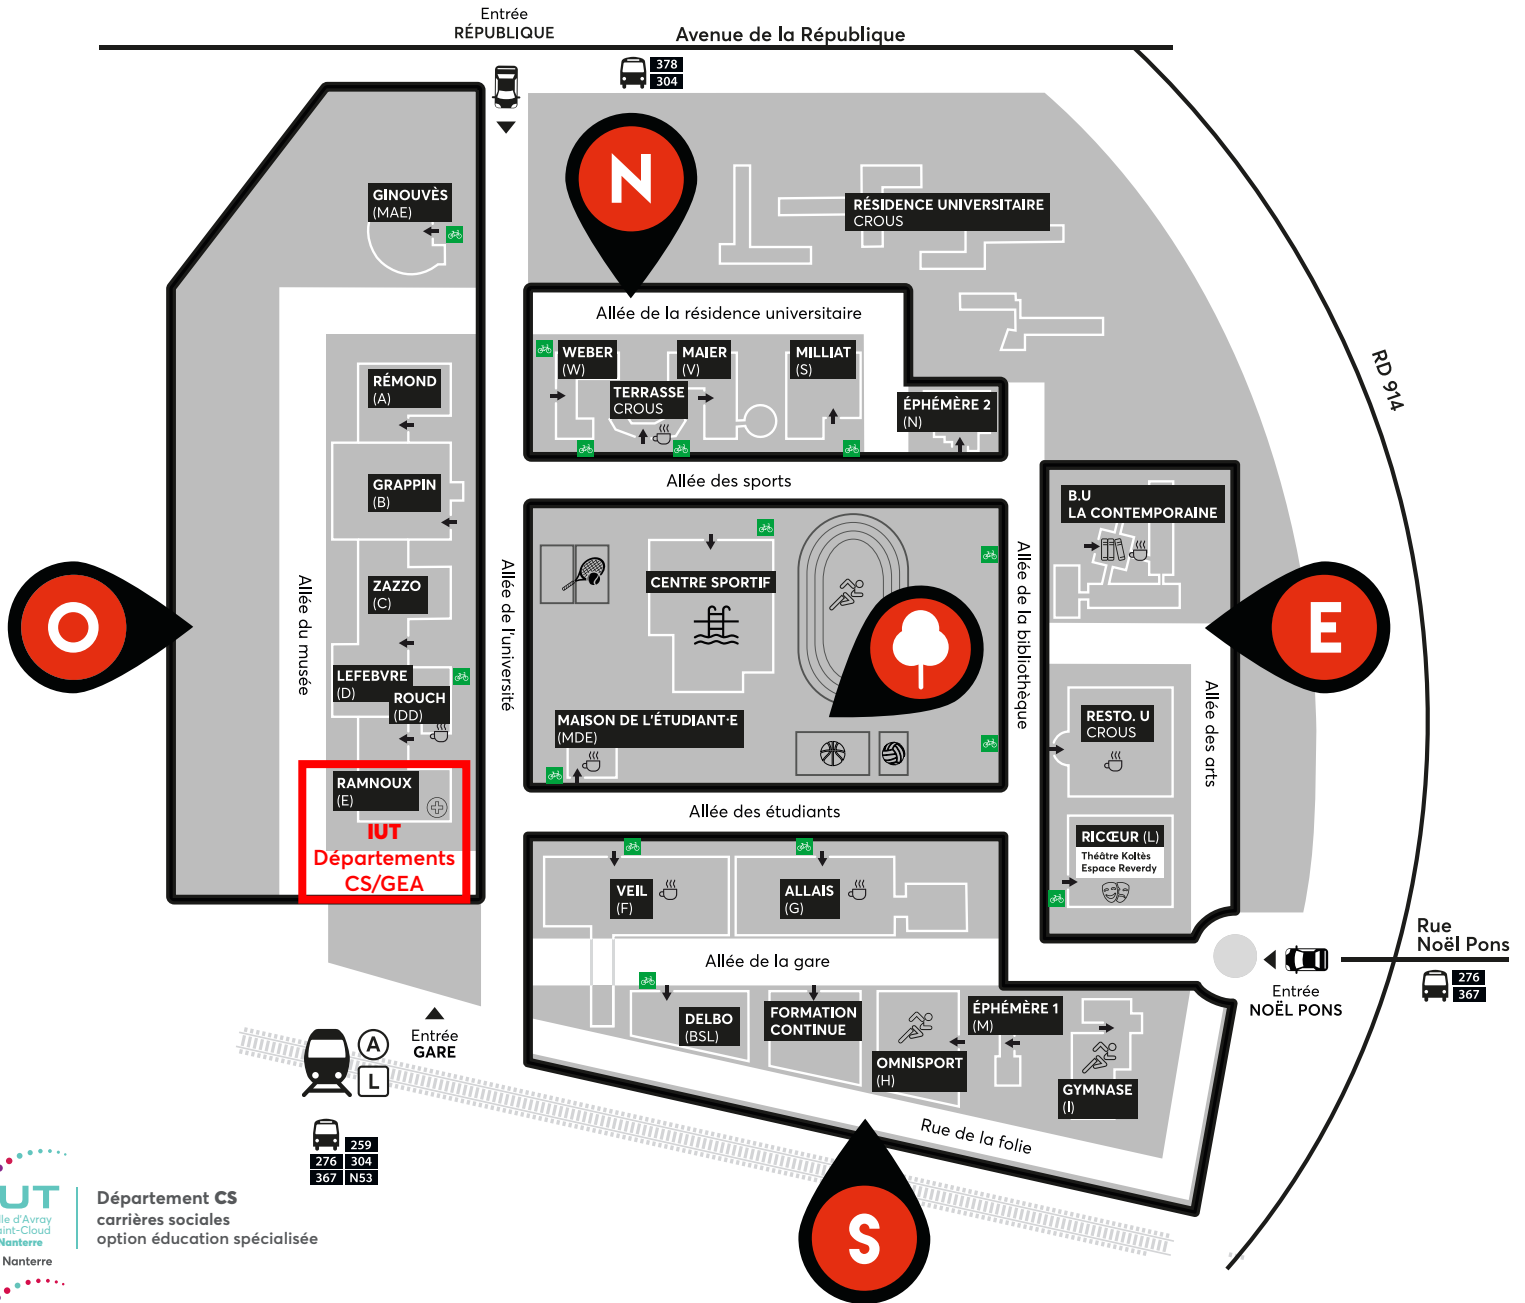 Entrée
RÉPUBLIQUE
Avenue de la République
378
304
N
GINOUVÈS
(MAE)
RÉSIDENCE UNIVERSITAIRE
CROUS
Allée de la résidence universitaire
WEBER
(W)
MAIER
(V)
MILLIAT
(S)
TERRASSE
CROUS
ÉPHÉMÈRE 2
(N)
RD 914
RÉMOND
(A)
GRAPPIN
(B)
Allée des sports
B.U
LA CONTEMPORAINE
ZAZZO
(C)
CENTRE SPORTIF
O
E
Allée du musée
Allée de l'université
Allée de la bibliothèque
Allée des arts
LEFEBVRE
(D)
ROUCH
(DD)
MAISON DE L'ÉTUDIANT·E
(MDE)
RESTO. U
CROUS
RAMNOUX
(E)
IUT
Départements
CS/GEA
Allée des étudiants
RICŒUR (L)
Théâtre Koltès
Espace Reverdy
VEIL
(F)
ALLAIS
(G)
Allée de la gare
Rue
Noël Pons
276
367
Entrée
NOËL PONS
DELBO
(BSL)
FORMATION
CONTINUE
ÉPHÉMÈRE 1
(M)
OMNISPORT
(H)
GYMNASE
(I)
Entrée
GARE
A
L
259
276 304
367 N53
Rue de la folie
S
UT
Nanterre
Nanterre
Département CS
carrières sociales
option éducation spécialisée